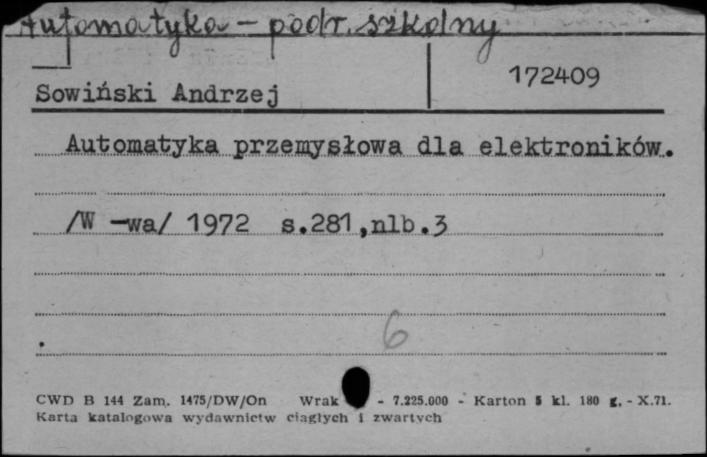 Automatyka – podr. szkolny
172409
Sowiński Andrzej
Automatyka przemysłowa dla elektroników.
/W -wa/ 1972 s.281,nlb.3
6
CWD B 144 Zam. 1475/DW/On Wrak - 7.225.000 - Karton 5 kl. 180 g. - X.71.
Karta katalogowa wydawnictw ciągłych i zwartych